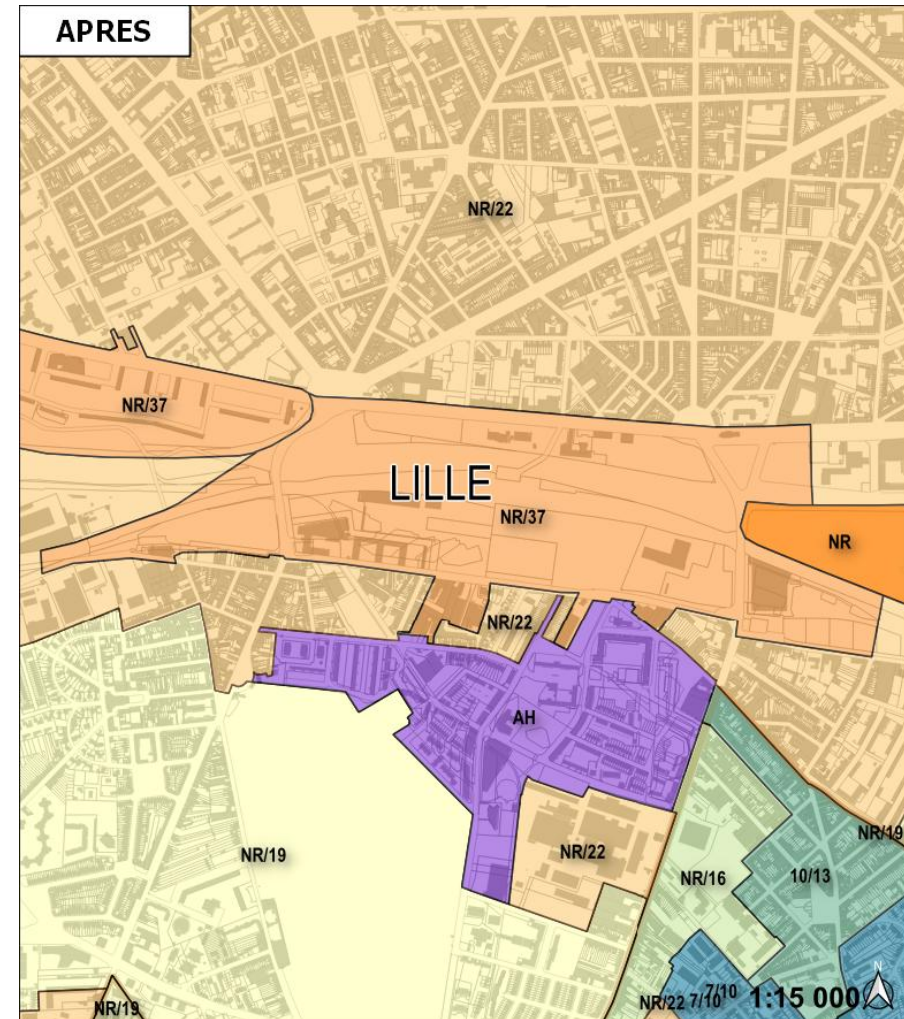 APRES
NR/22
NR/37
LILLE
NR/37
NR
NR/22
AH
NR/19
NR/22
NR/19
NR/16
10/13
NR/19
NR/22
7/10
7/10
1:15 000
N